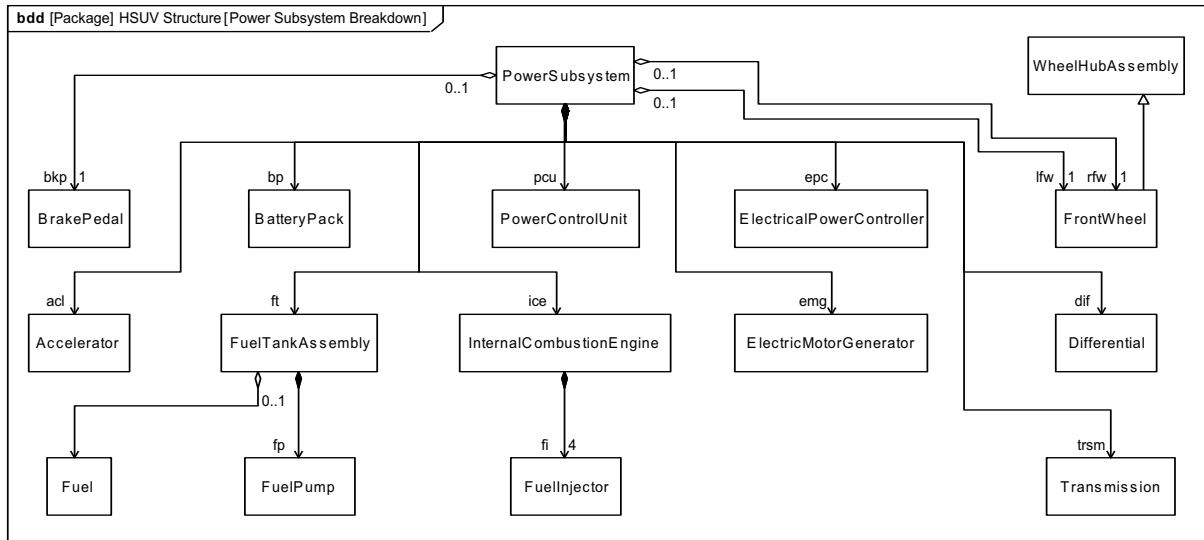 bdd [Package] HSUV Structure [Power Subsystem Breakdown]
PowerSubsystem
WheelHubAssembly
0..1
0..1
0..1
bkp 1
bp
pcu
epc
lfw 1 rfw 1
BrakePedal
BatteryPack
PowerControlUnit
ElectricalPowerController
FrontWheel
acl
ft
ice
emg
dif
Accelerator
FuelTankAssembly
InternalCombustionEngine
ElectricMotorGenerator
Differential
0..1
fp
fi 4
trsm
Fuel
FuelPump
FuelInjector
Transmission